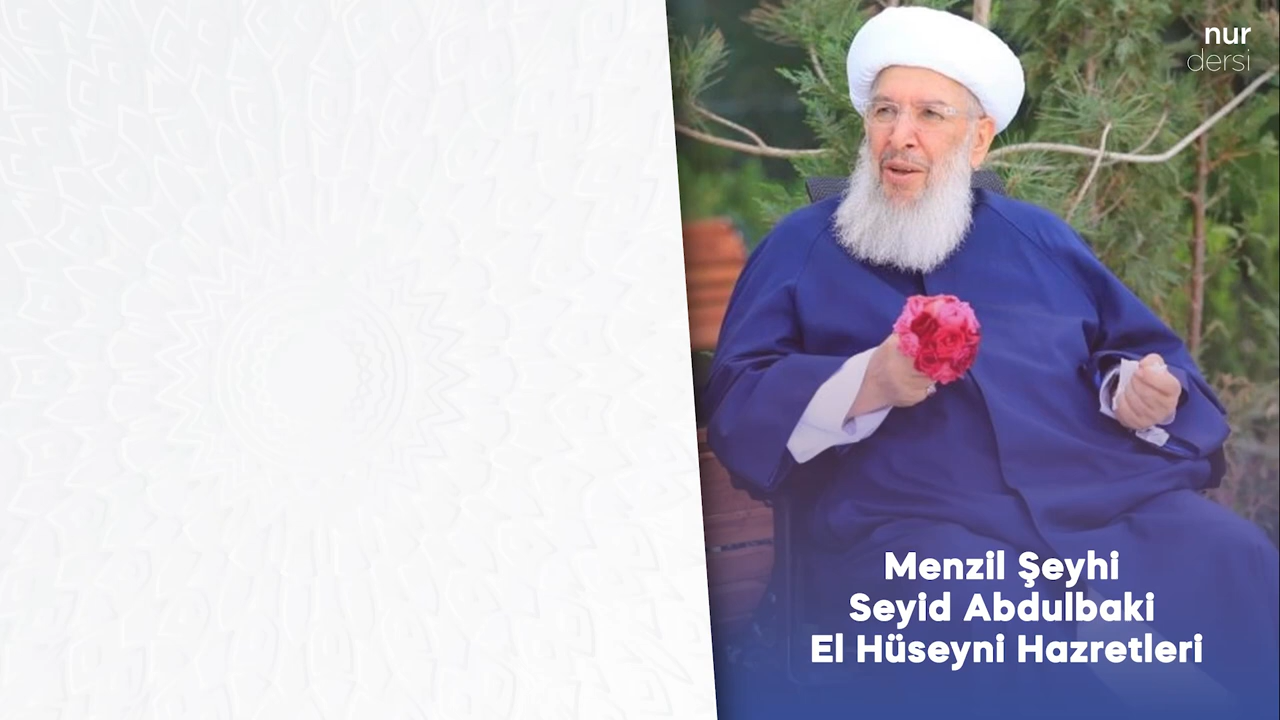 nur
dersi
Menzil Şeyhi
Seyid Abdulbaki
El Hüseyni Hazretleri